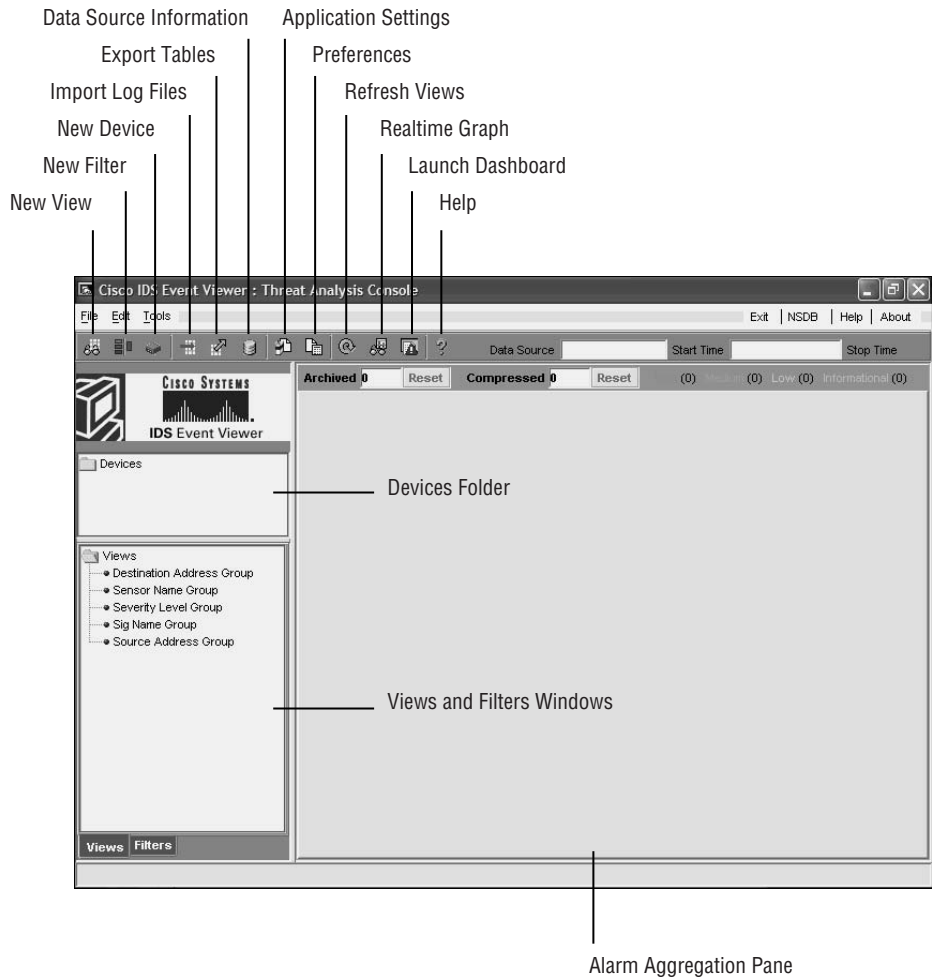 Data Source Information
Application Settings
Export Tables
Preferences
Import Log Files
Refresh Views
New Device
Realtime Graph
New Filter
Launch Dashboard
New View
Help
Cisco IDS Event Viewer : Threat Analysis Console
File Edit Tools
Exit | NSDB | Help | About
Data Source
Start Time
Stop Time
CISCO SYSTEMS
IDS Event Viewer
Archived 0 Reset Compressed 0 Reset (0) Medium (0) Low (0) Informational (0)
Devices
Devices Folder
Views
Destination Address Group
Sensor Name Group
Severity Level Group
Sig Name Group
Source Address Group
Views and Filters Windows
Views Filters
Alarm Aggregation Pane